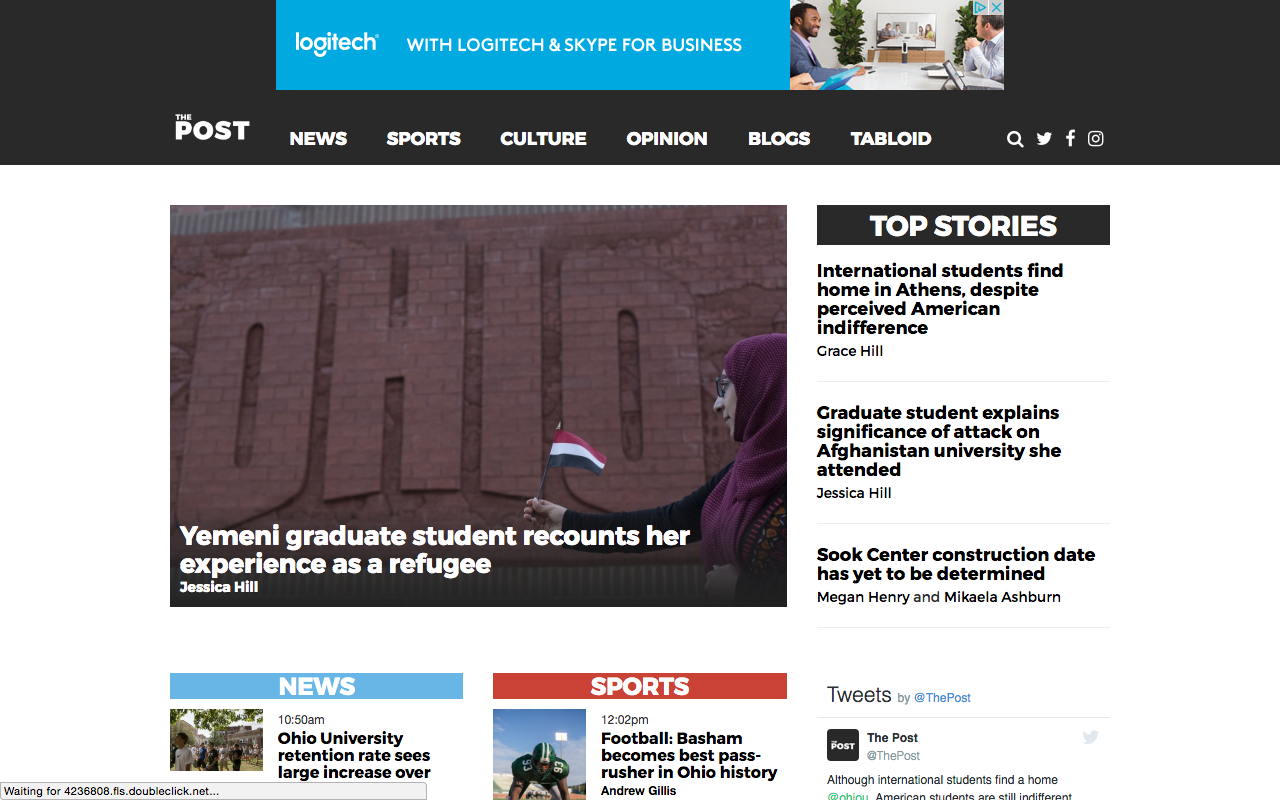 logitech
WITH LOGITECH & SKYPE FOR BUSINESS
THE
POST
NEWS
SPORTS
CULTURE
OPINION
BLOGS
TABLOID
OHIO
Yemeni graduate student recounts her
experience as a refugee
Jessica Hill
TOP STORIES
International students find
home in Athens, despite
perceived American
indifference
Grace Hill
Graduate student explains
significance of attack on
Afghanistan university she
attended
Jessica Hill
Sook Center construction date
has yet to be determined
Megan Henry and Mikaela Ashburn
NEWS
10:50am
Ohio University
retention rate sees
large increase over
SPORTS
93
93
12:02pm
Football: Basham
becomes best pass-
rusher in Ohio history
Andrew Gillis
Tweets by @ThePost
THE
POST
The Post
@ThePost
Although international students find a home
@ohiou, American students are still indifferent
Waiting for 4236808.fls.doubleclick.net...